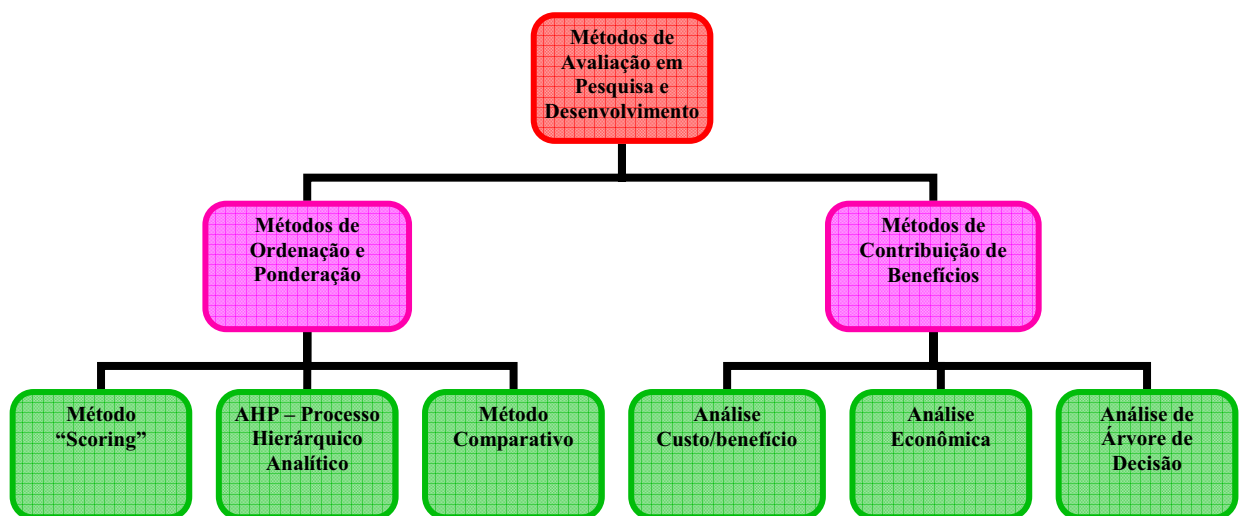 Métodos de
Avaliação em
Pesquisa e
Desenvolvimento
Métodos de
Ordenação e
Ponderação
Métodos de
Contribuição de
Benefícios
Método
“Scoring”
AHP – Processo
Hierárquico
Analítico
Método
Comparativo
Análise
Custo/benefício
Análise
Econômica
Análise de
Árvore de
Decisão